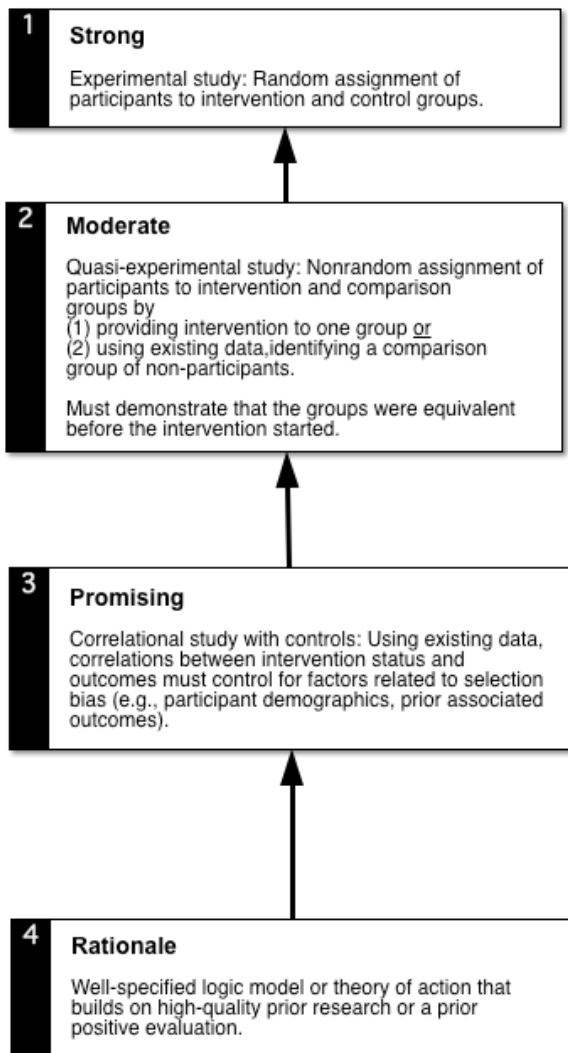 1
Strong
Experimental study: Random assignment of
participants to intervention and control groups.
2
Moderate
Quasi-experimental study: Nonrandom assignment of
participants to intervention and comparison
groups by
(1) providing intervention to one group or
(2) using existing data,identifying a comparison
group of non-participants.
Must demonstrate that the groups were equivalent
before the intervention started.
3
Promising
Correlational study with controls: Using existing data,
correlations between intervention status and
outcomes must control for factors related to selection
bias (e.g., participant demographics, prior associated
outcomes).
4
Rationale
Well-specified logic model or theory of action that
builds on high-quality prior research or a prior
positive evaluation.